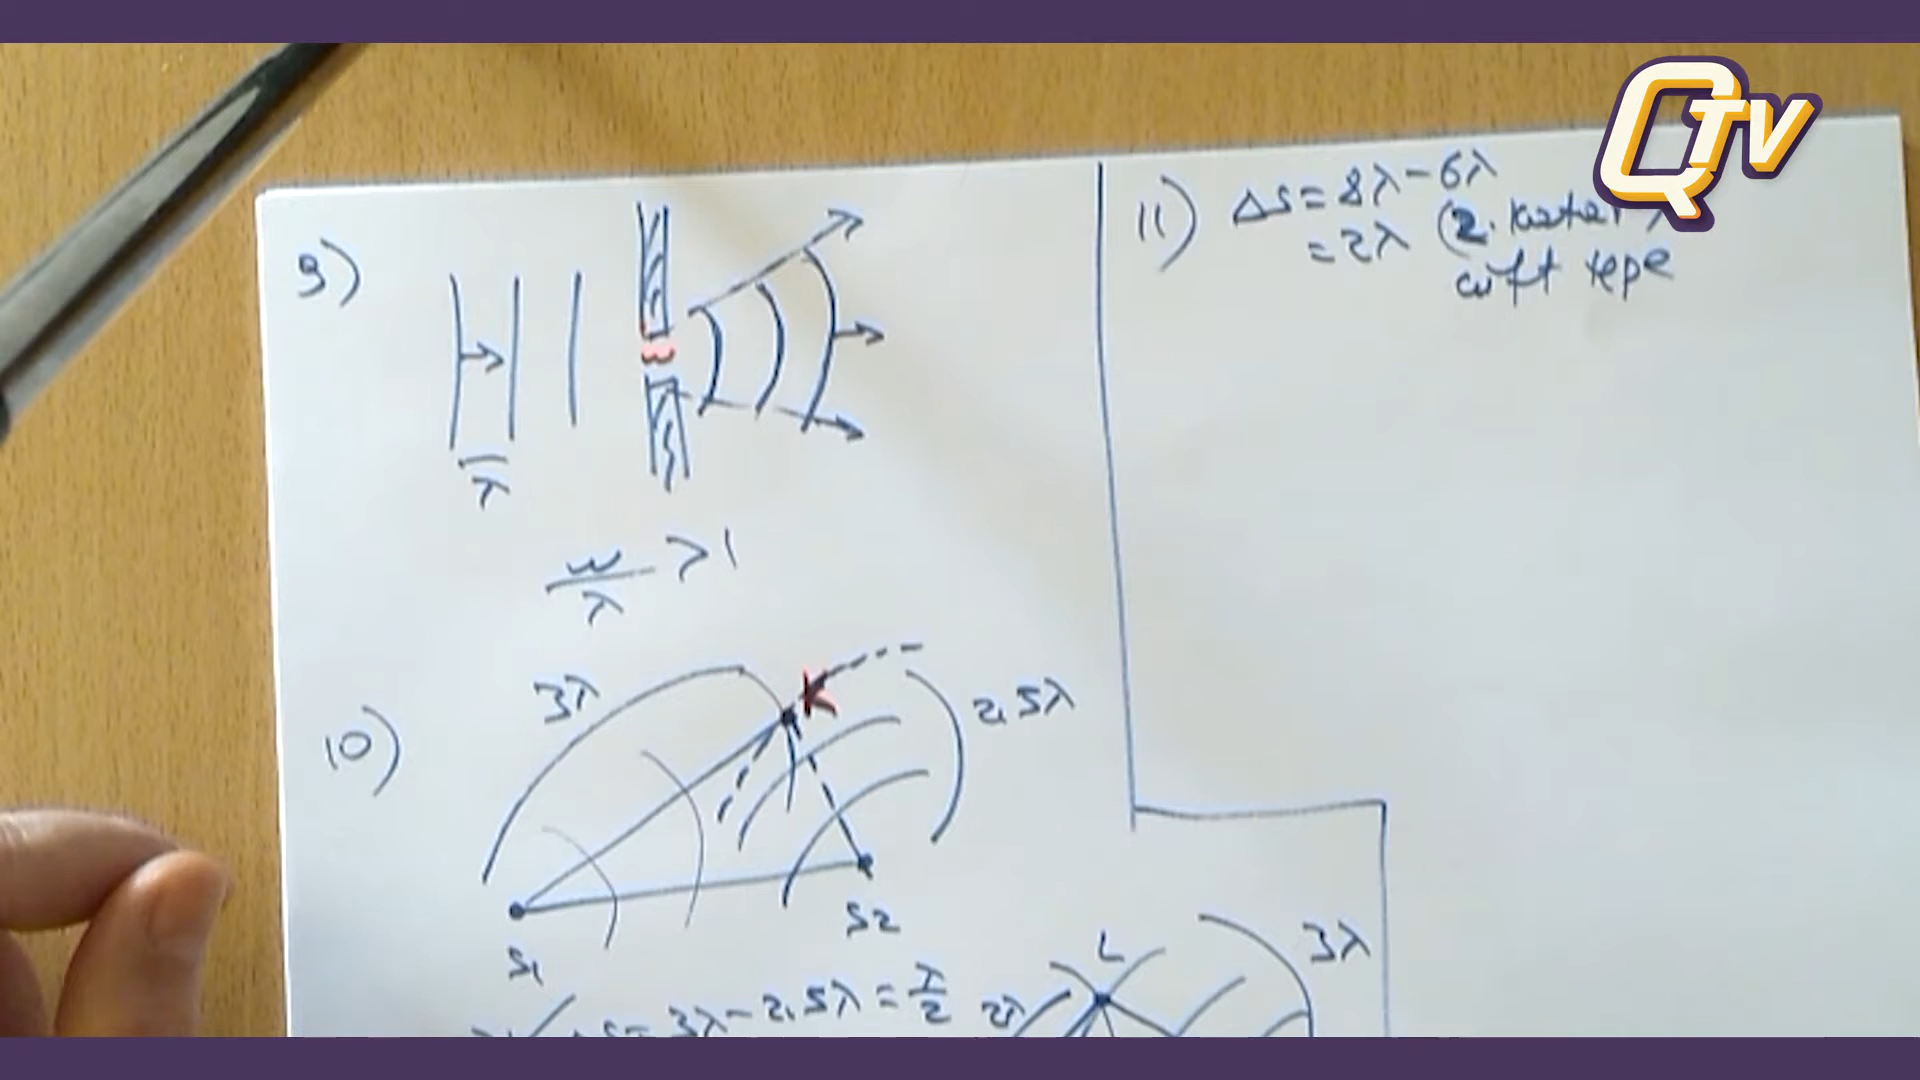 9)
λ
w
w/λ > 1
10)
3λ
K
2,5λ
S1
S2
Δs = 3λ - 2,5λ = λ/2
L
2λ
3λ
11) Δs = 8λ - 6λ
= 2λ (2. katar
çift tepe
QTV